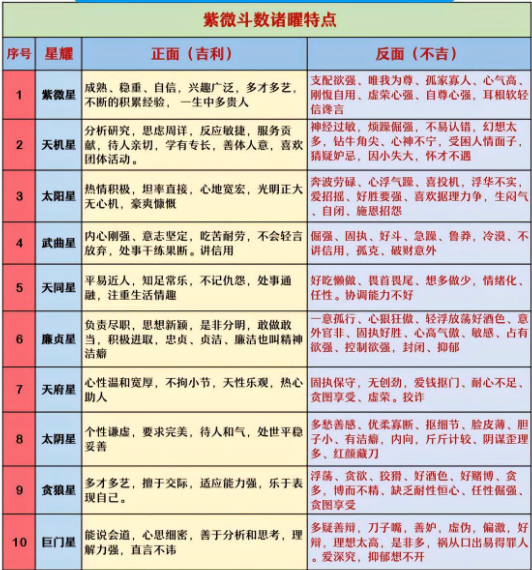 紫微斗数诸曜特点
序号 星耀 正面（吉利） 反面（不吉）
1 紫微星
成熟、稳重、自信，兴趣广泛，多才多艺，
不断的积累经验， 一生中多贵人
支配欲强、唯我为尊、孤家寡人、心气高、
刚愎自用、虚荣心强、自尊心强，耳根软轻
信谗言
2 天机星
分析研究，思虑周详，反应敏捷，服务贡
献，待人亲切，学有专长，善体人意，喜欢
团体活动。
神经过敏，烦躁倔强，不易认错，幻想太
多，钻牛角尖、心神不宁，受困人情面子，
猜疑妒忌，因小失大，怀才不遇
3 太阳星
热情积极，坦率直接，心地宽宏，光明正大
无心机，豪爽慷慨
奔波劳碌、心浮气躁、喜投机，浮华不实，
爱招摇、好胜要强、喜欢据理力争，生闷气
、自闭、施恩招怨
4 武曲星
内心刚强、意志坚定，吃苦耐劳，不会轻言
放弃，处事干练果断。讲信用
倔强、固执、好斗、急躁、鲁莽，冷漠、不
讲信用，孤克、破财意外
5 天同星
平易近人，知足常乐，不记仇怨，处事通
融，注重生活情趣
好吃懒做、畏首畏尾、想多做少，情绪化、
任性。协调能力不好
6 廉贞星
负责尽职，思想新颖，是非分明，敢做敢
当，积极进取，忠贞、贞洁、廉洁也叫精神
洁癖
一意孤行、心狠狂傲、轻浮放荡好酒色、意
外官非、固执好胜、心高气傲、敏感、占有
欲强、控制欲强，封闭、抑郁
7 天府星
心性温和宽厚，不拘小节，天性乐观，热心
助人
固执保守，无创劲，爱钱抠门、耐心不足、
贪图享受、虚荣。狡诈
8 太阴星
个性谦虚，要求完美，待人和气，处世平稳
妥善
多愁善感、优柔寡断、抠细节、脸皮薄、胆
子小、有洁癖，内向，斤斤计较、阴谋歪理
多、红颜藏刀
9 贪狼星
多才多艺，擅于交际，适应能力强，乐于表
现自己。
浮荡、贪欲、狡猾、好酒色、好赌博、贪
多，博而不精、缺乏耐性恒心、任性倔强、
贪图享受
10 巨门星
能说会道，心思细密，善于分析和思考，理
解力强，直言不讳
多疑善辩，刀子嘴，善妒，虚伪，偏激，好
辩，理想太高，是非多，祸从口出易得罪人
。爱深究，抑郁想不开